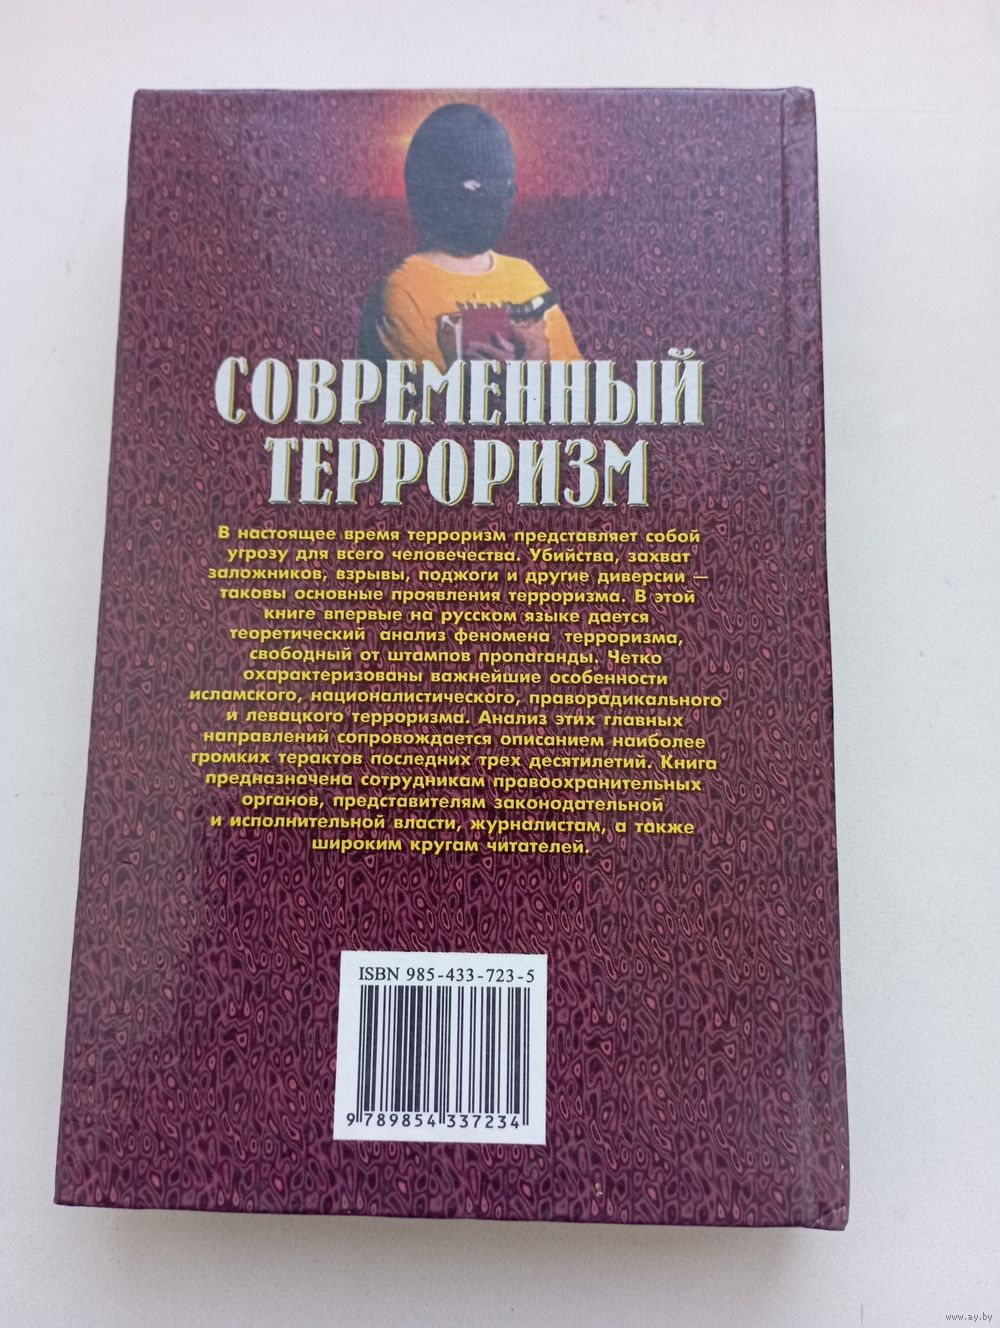 СОВРЕМЕННЫЙ
ТЕРРОРИЗМ
В настоящее время терроризм представляет собой
угрозу для всего человечества. Убийства, захват
заложников, взрывы, поджоги и другие диверсии —
таковы основные проявления терроризма. В этой
книге впервые на русском языке дается
теоретический анализ феномена терроризма,
свободный от штампов пропаганды. Четко
охарактеризованы важнейшие особенности
исламского, националистического, праворадикального
и левацкого терроризма. Анализ этих главных
направлений сопровождается описанием наиболее
громких терактов последних трех десятилетий. Книга
предназначена сотрудникам правоохранительных
органов, представителям законодательной
и исполнительной власти, журналистам, а также
широким кругам читателей.
ISBN 985-433-723-5
9 789854 337234
www.ay.by